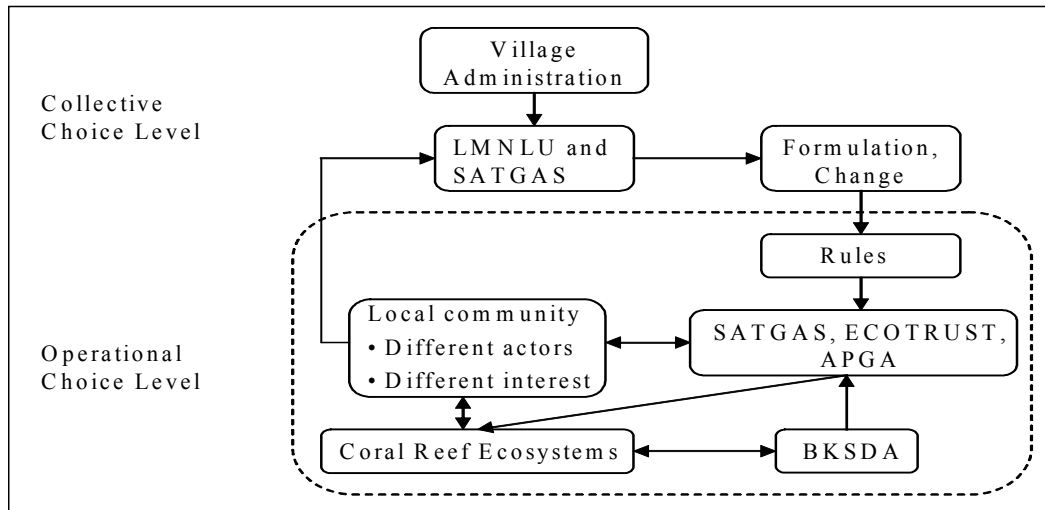 Village
Administration
Collective
Choice Level
LMNLU and
SATGAS
Formulation,
Change
Rules
Local community
• Different actors
• Different interest
SATGAS, ECOTRUST,
APGA
Operational
Choice Level
Coral Reef Ecosystems
BKSDA